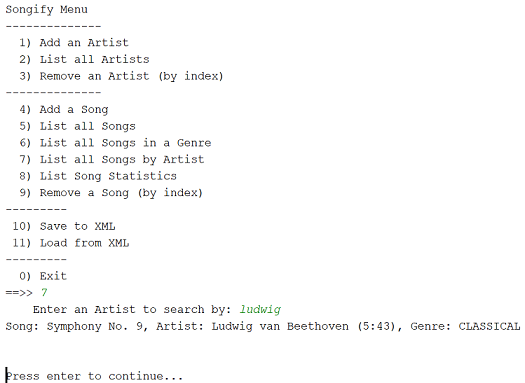 Songify Menu
--------------
1) Add an Artist
2) List all Artists
3) Remove an Artist (by index)
--------------
4) Add a Song
5) List all Songs
6) List all Songs in a Genre
7) List all Songs by Artist
8) List Song Statistics
9) Remove a Song (by index)
---------
10) Save to XML
11) Load from XML
---------
0) Exit
==>> 7
Enter an Artist to search by: ludwig
Song: Symphony No. 9, Artist: Ludwig van Beethoven (5:43), Genre: CLASSICAL
Press enter to continue...